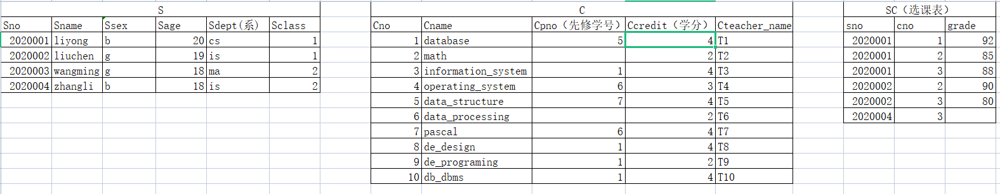 S C SC（选课表）
Sno Sname Ssex Sage Sdept(系) Sclass Cno Cname Cpno（先修学号） Ccredit（学分） Cteacher_name sno cno grade
2020001 liyong b 20 cs 1 1 database 5 4 T1 2020001 1 92
2020002 liuchen g 19 is 1 2 math 2 T2 2020001 2 85
2020003 wangming g 18 ma 2 3 information_system 1 4 T3 2020001 3 88
2020004 zhangli b 18 is 2 4 operating_system 6 3 T4 2020002 2 90
5 data_structure 7 4 T5 2020002 3 80
6 data_processing 2 T6 2020004 3
7 pascal 6 4 T7
8 de_design 1 4 T8
9 de_programing 1 2 T9
10 db_dbms 1 4 T10